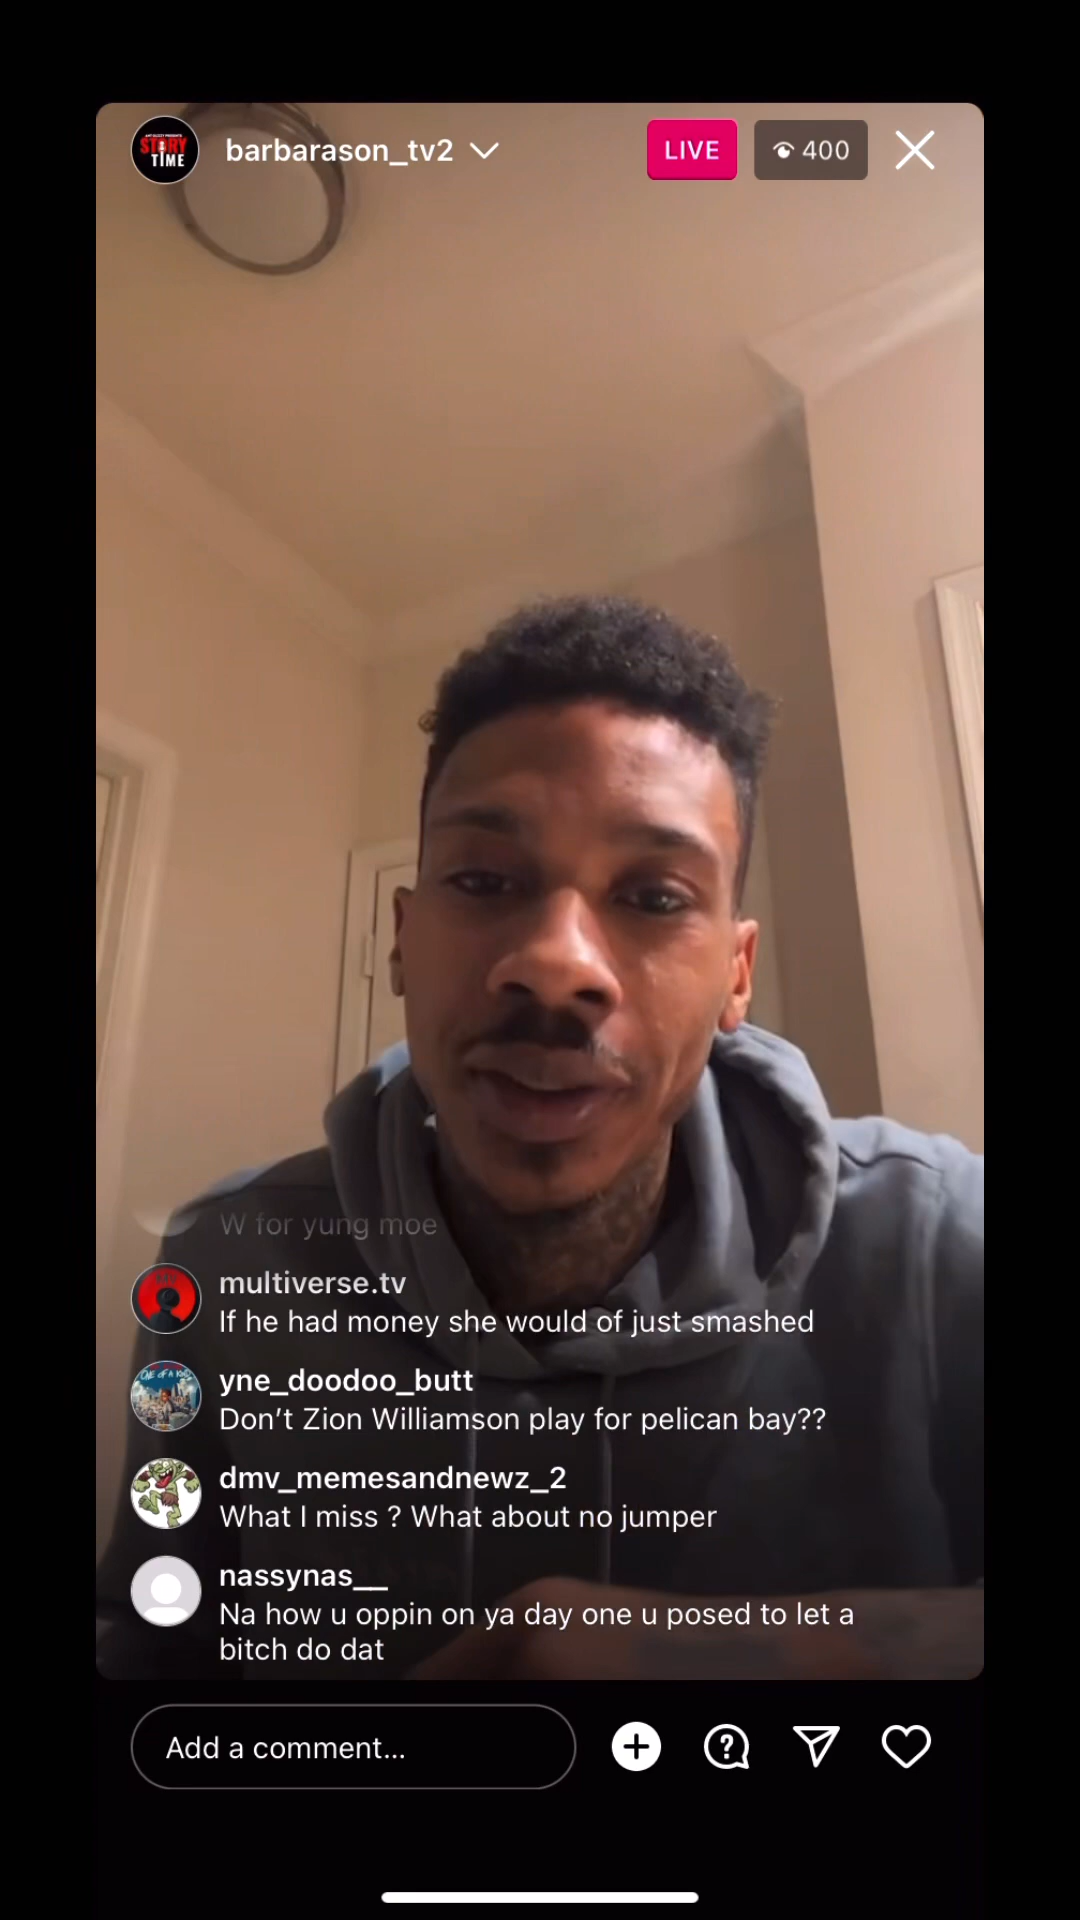 STORY
TIME
barbarason_tv2
LIVE
400
W for yung moe
multiverse.tv
If he had money she would of just smashed
yne_doodoo_butt
Don't Zion Williamson play for pelican bay??
dmv_memesandnewz_2
What I miss ? What about no jumper
nassynas__
Na how u oppin on ya day one u posed to let a
bitch do dat
Add a comment...